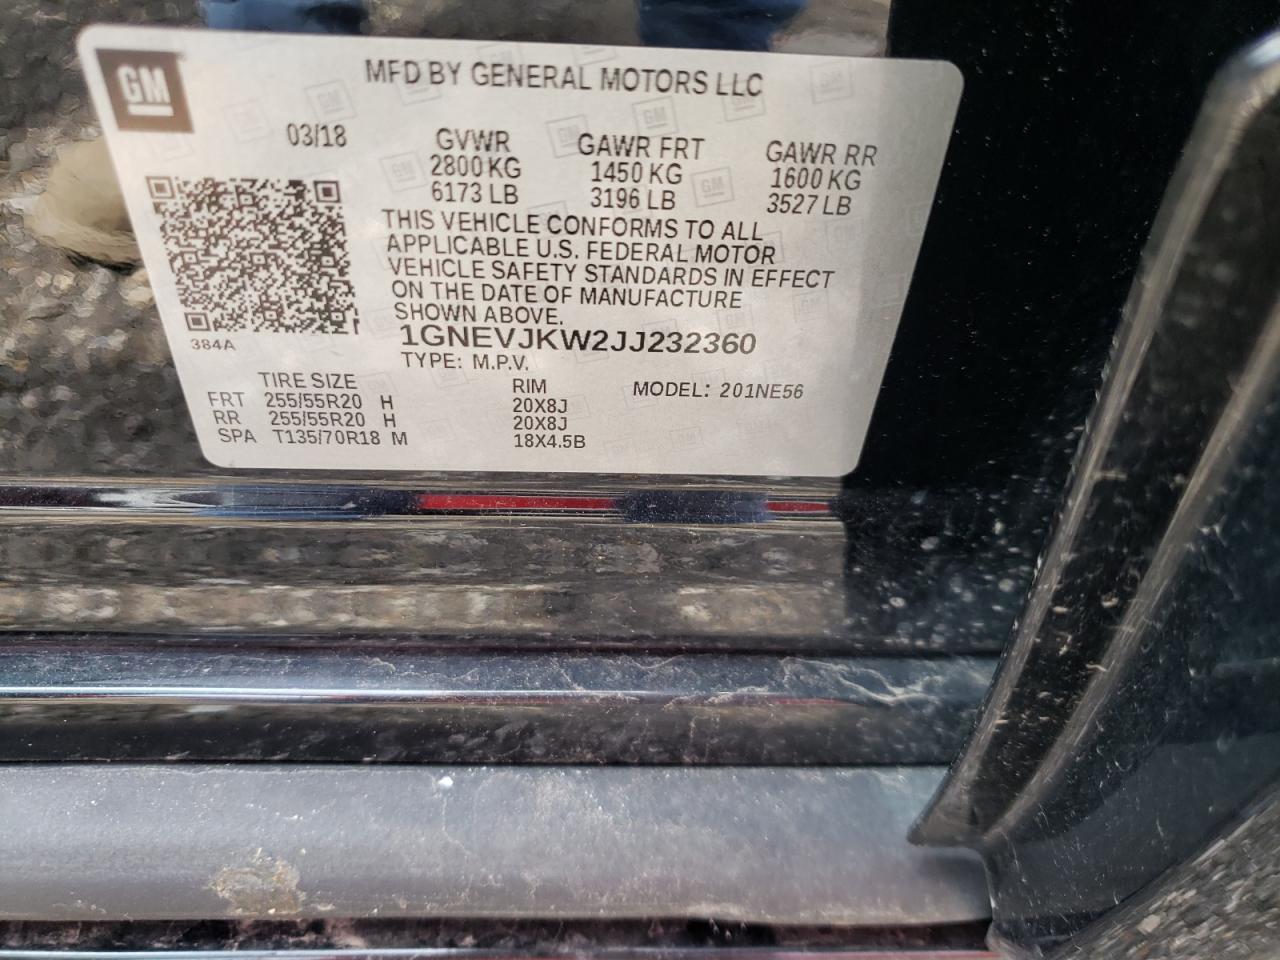 GM
MFD BY GENERAL MOTORS LLC
03/18
GVWR
2800 KG
6173 LB
GAWR FRT
1450 KG
3196 LB
GAWR RR
1600 KG
3527 LB
THIS VEHICLE CONFORMS TO ALL
APPLICABLE U.S. FEDERAL MOTOR
VEHICLE SAFETY STANDARDS IN EFFECT
ON THE DATE OF MANUFACTURE
SHOWN ABOVE.
384A
1GNEVJKW2JJ232360
TYPE: M.P.V.
TIRE SIZE RIM MODEL: 201NE56
FRT 255/55R20 H 20X8J
RR 255/55R20 H 20X8J
SPA T135/70R18 M 18X4.5B